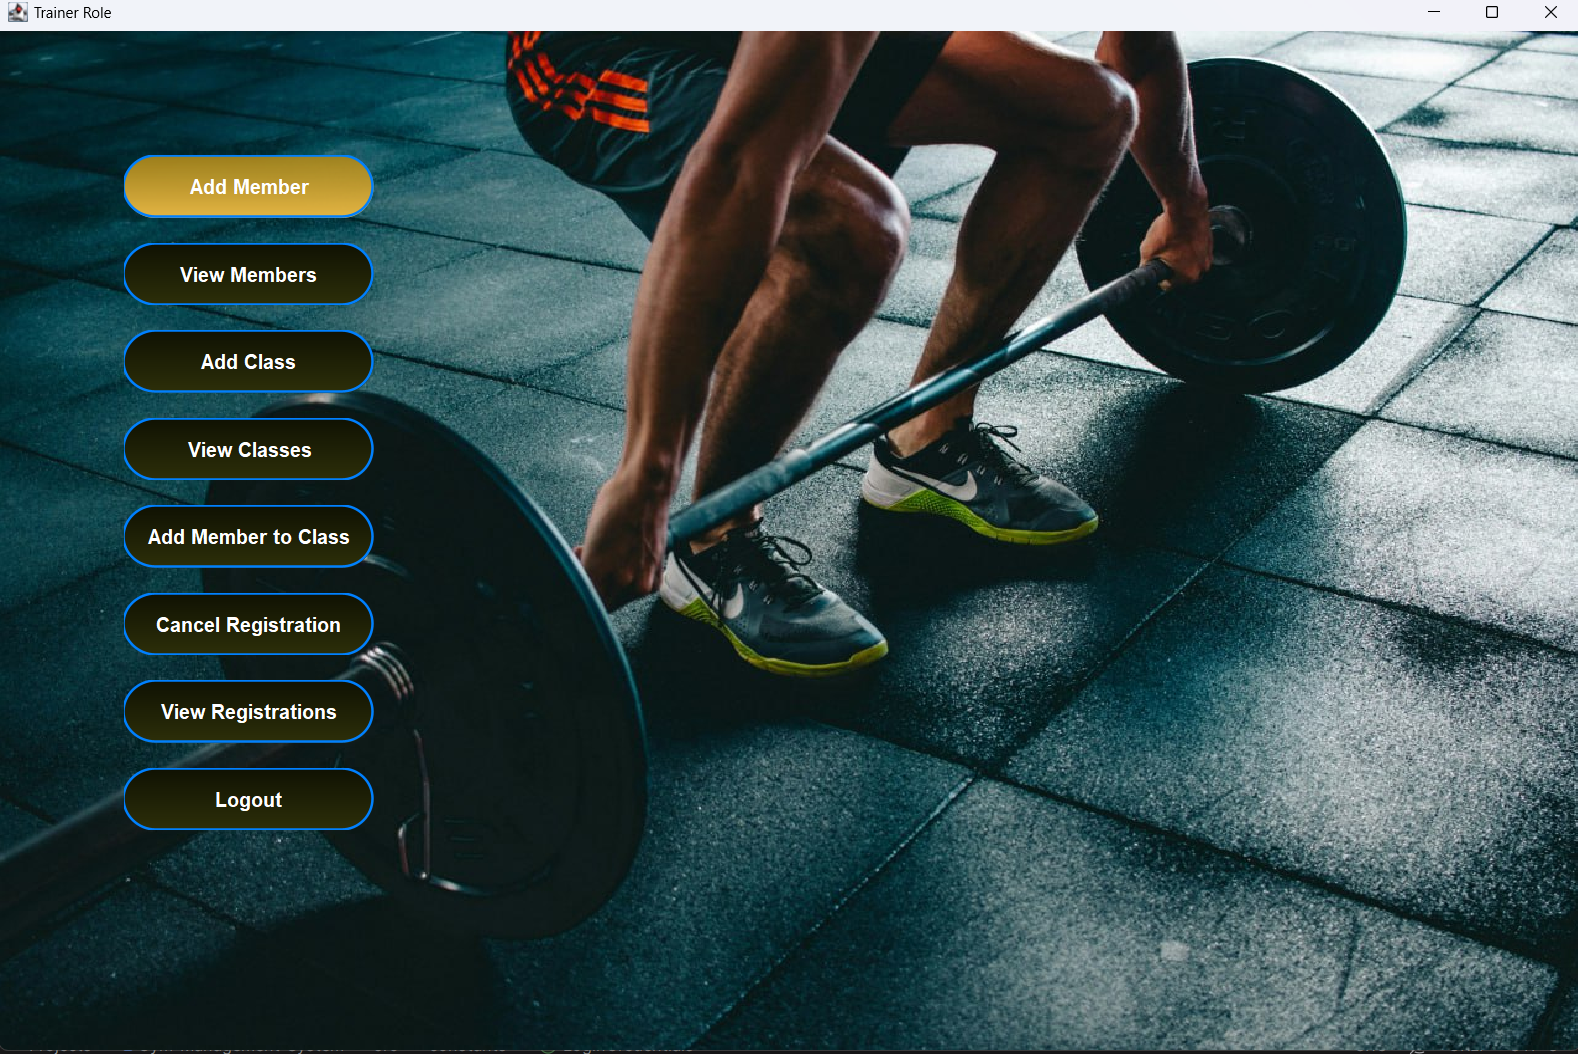 Trainer Role
Add Member
View Members
Add Class
View Classes
Add Member to Class
Cancel Registration
View Registrations
Logout